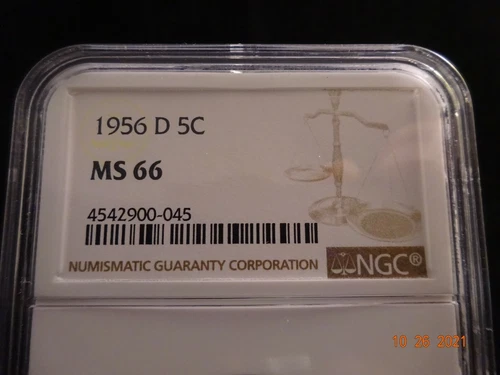 1956 D 5C
MS 66
4542900-045
NUMISMATIC GUARANTY CORPORATION
NGC®
10 26 2021